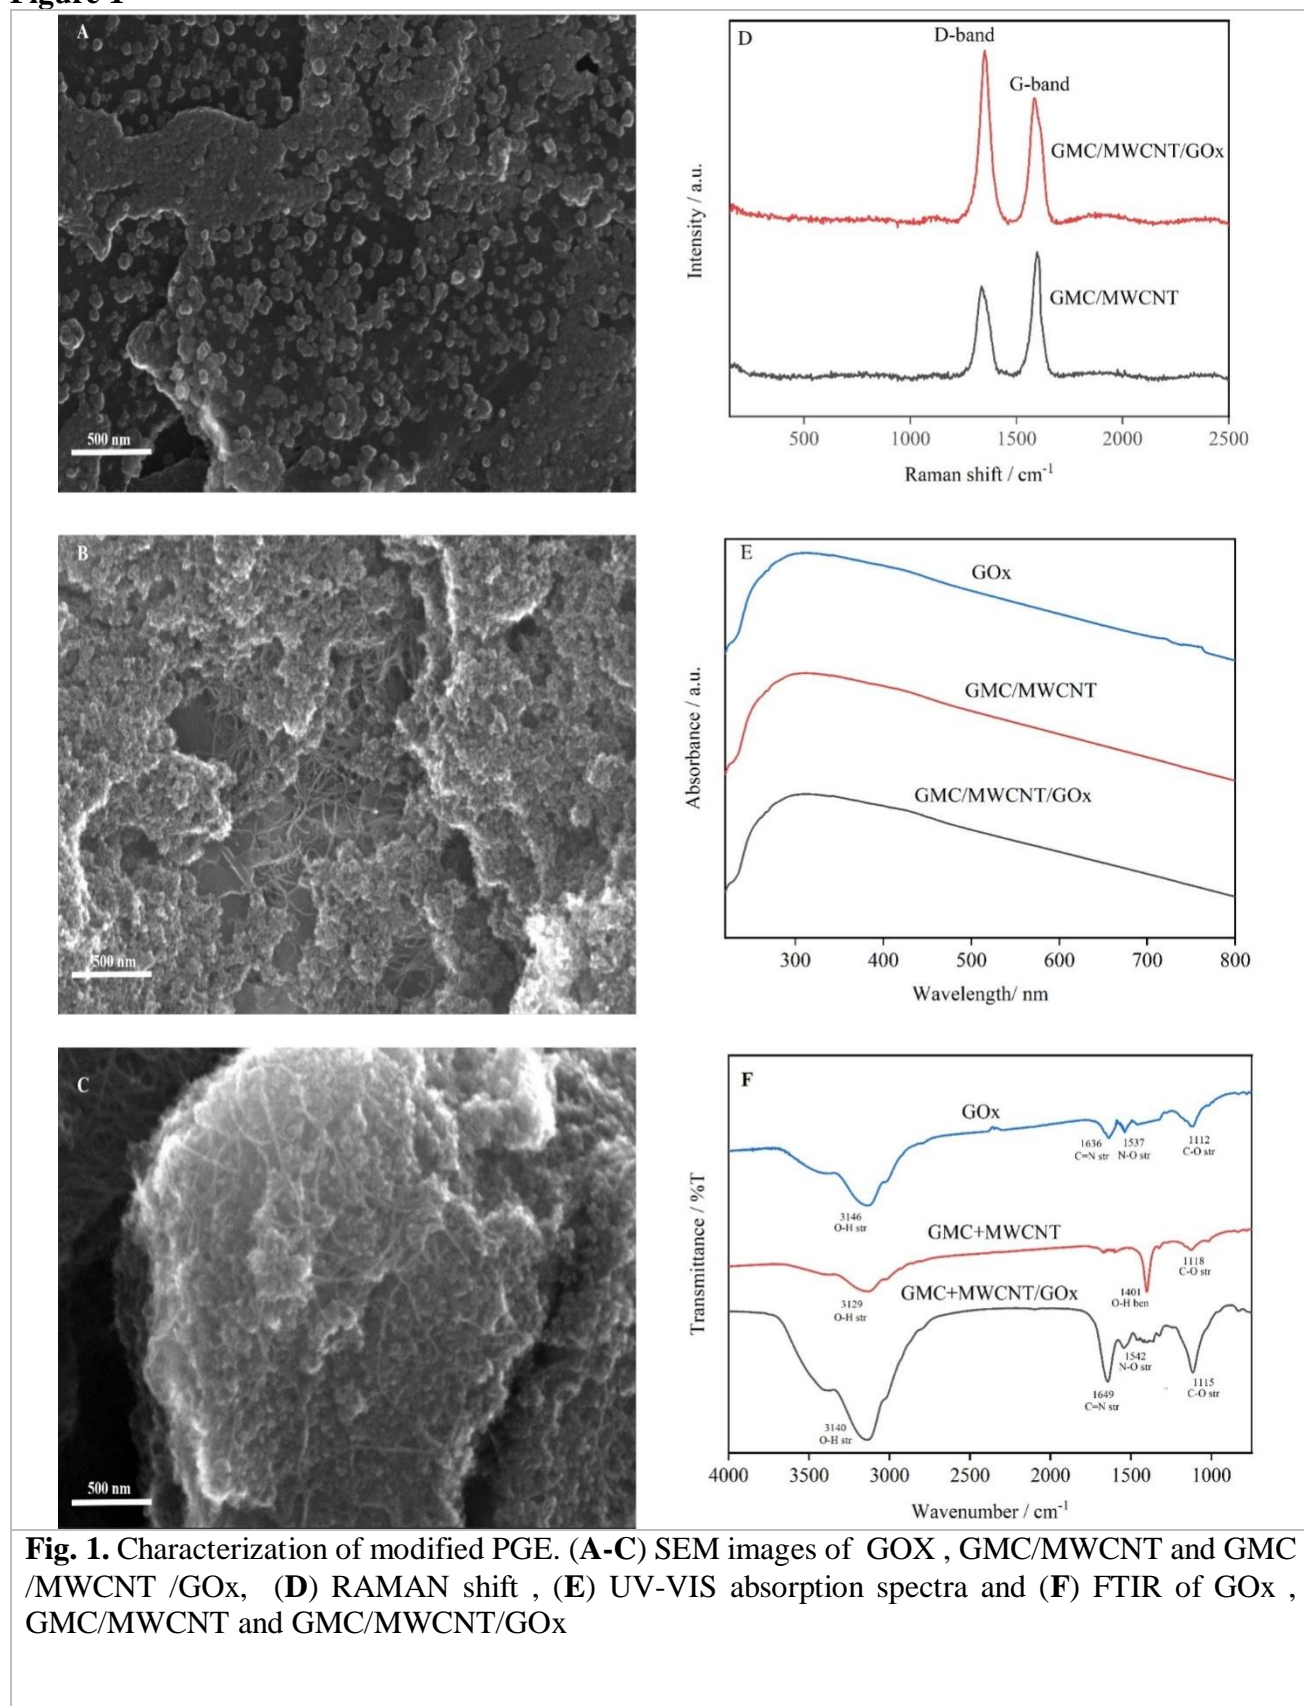 Figure 1
A
500 nm
B
500 nm
C
500 nm
D
D-band
G-band
GMC/MWCNT/GOx
GMC/MWCNT
Intensity / a.u.
500 1000 1500 2000 2500
Raman shift / cm-1
E
GOx
GMC/MWCNT
GMC/MWCNT/GOx
Absorbance / a.u.
300 400 500 600 700 800
Wavelength/ nm
F
GOx
1636
C=N str
1537
N-O str
1112
C-O str
3146
O-H str
GMC+MWCNT
1118
C-O str
1401
O-H ben
3129
O-H str
GMC+MWCNT/GOx
1542
N-O str
1649
C=N str
1115
C-O str
3140
O-H str
Transmittance / %T
4000 3500 3000 2500 2000 1500 1000
Wavenumber / cm-1
Fig. 1. Characterization of modified PGE. (A-C) SEM images of GOX , GMC/MWCNT and GMC
/MWCNT /GOx, (D) RAMAN shift , (E) UV-VIS absorption spectra and (F) FTIR of GOx ,
GMC/MWCNT and GMC/MWCNT/GOx